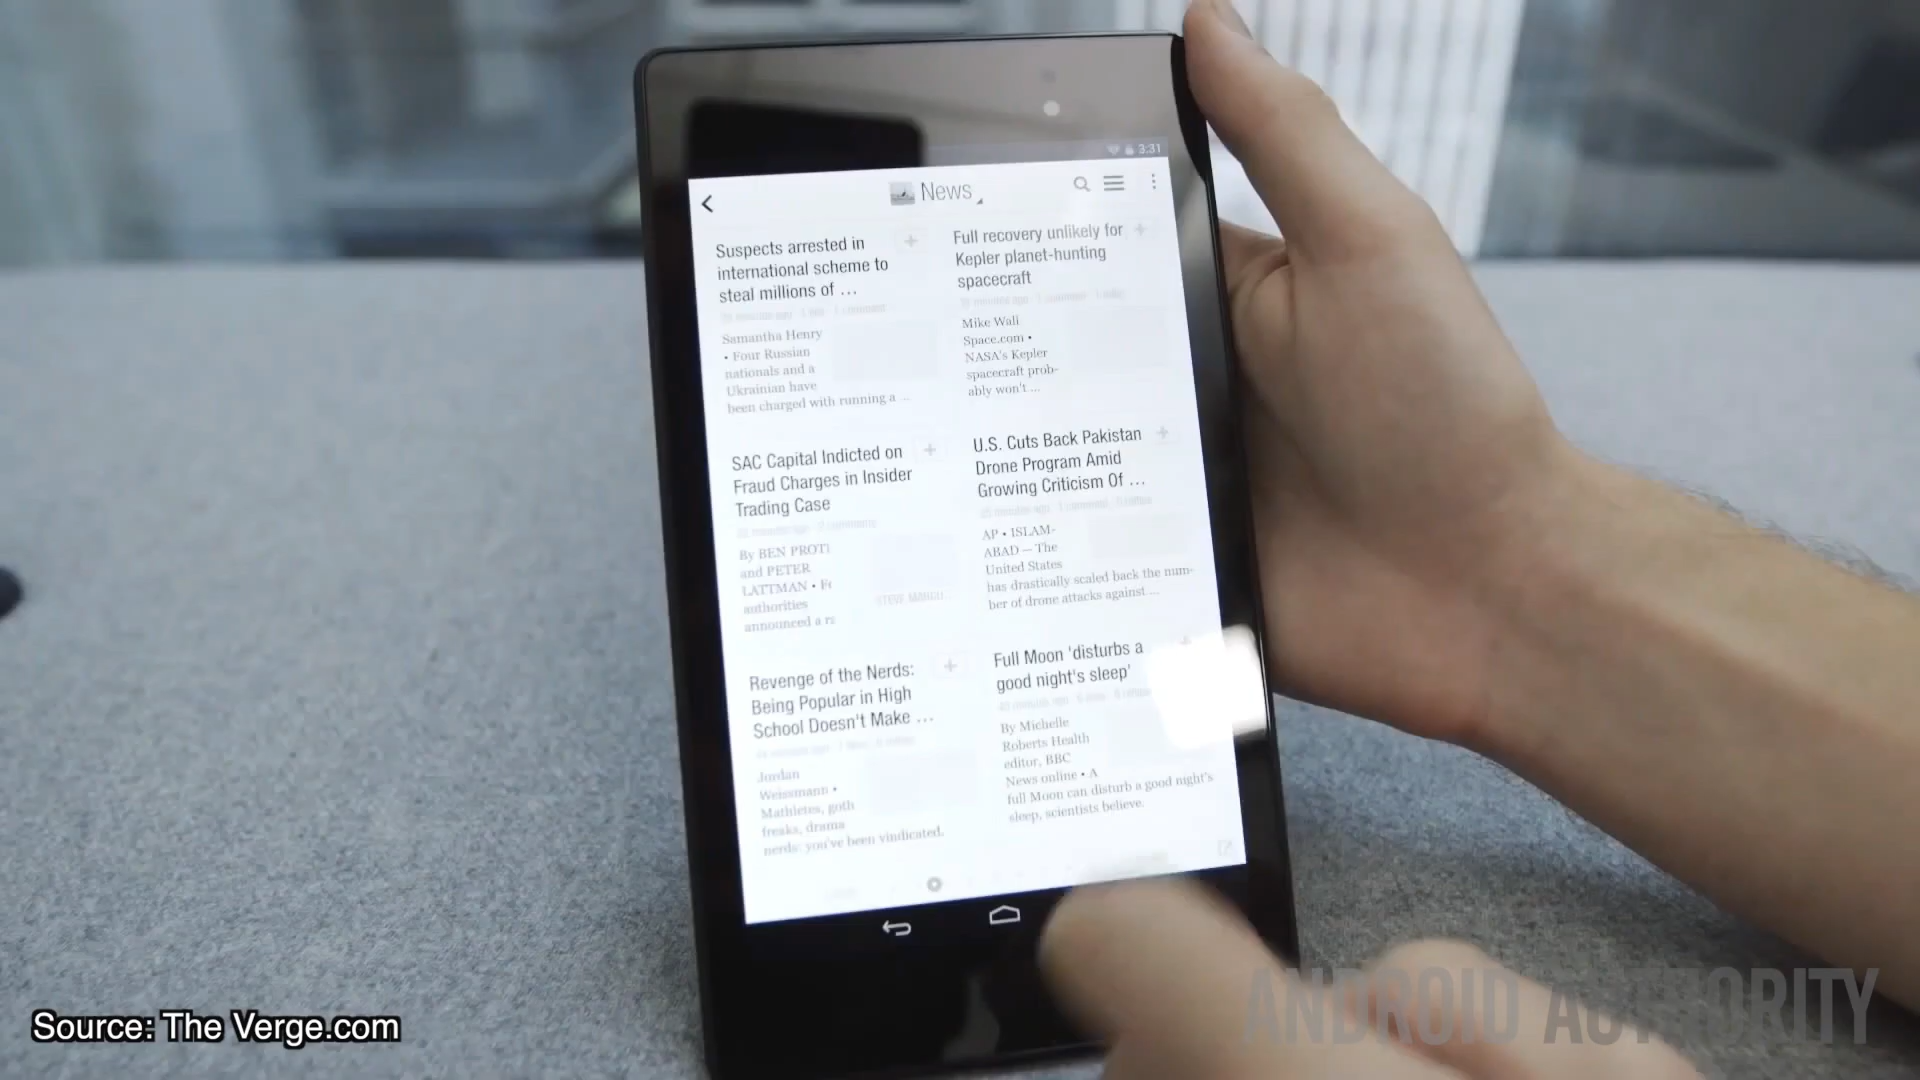 3:31
News
Suspects arrested in
international scheme to
steal millions of ...
Samantha Henry
• Four Russian
nationals and a
Ukrainian have
been charged with running a ...
Full recovery unlikely for
Kepler planet-hunting
spacecraft
Mike Wall
Space.com •
NASA's Kepler
spacecraft prob-
ably won't ...
SAC Capital Indicted on
Fraud Charges in Insider
Trading Case
By BEN PROTI
and PETER
LATTMAN • Fe
authorities
announced a ra
U.S. Cuts Back Pakistan
Drone Program Amid
Growing Criticism Of ...
AP • ISLAM-
ABAD — The
United States
has drastically scaled back the num-
ber of drone attacks against ...
Revenge of the Nerds:
Being Popular in High
School Doesn't Make ...
Jordan
Weissmann •
Mathletes, goth
freaks, drama
nerds: you've been vindicated.
Full Moon 'disturbs a
good night's sleep'
By Michelle
Roberts Health
editor, BBC
News online • A
full Moon can disturb a good night's
sleep, scientists believe.
Source: The Verge.com
ANDROID AUTHORITY